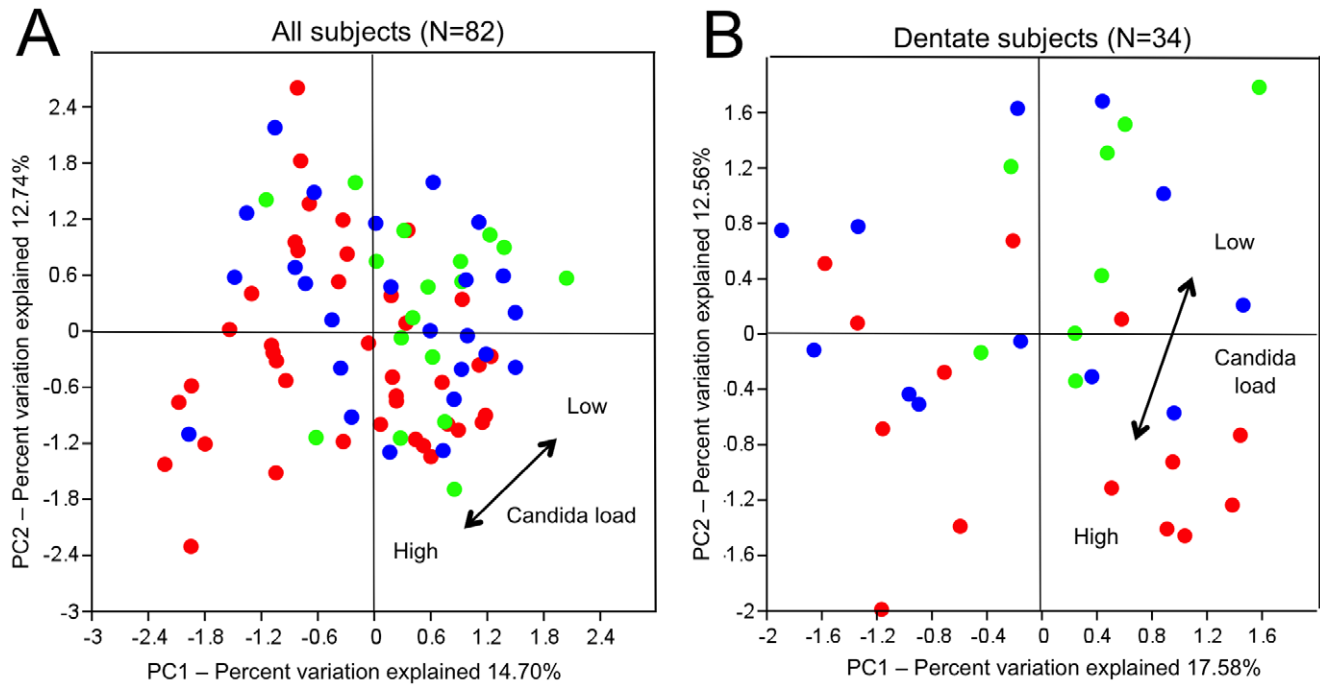 A
All subjects (N=82)
PC2 – Percent variation explained 12.74%
2.4
1.8
1.2
0.6
0
-0.6
-1.2
-1.8
-2.4
-3
Low
Candida load
High
-3 -2.4 -1.8 -1.2 -0.6 0 0.6 1.2 1.8 2.4
PC1 – Percent variation explained 14.70%
B
Dentate subjects (N=34)
PC2 – Percent variation explained 12.56%
1.6
1.2
0.8
0.4
0
-0.4
-0.8
-1.2
-1.6
-2
Low
Candida
load
High
-2 -1.6 -1.2 -0.8 -0.4 0 0.4 0.8 1.2 1.6
PC1 – Percent variation explained 17.58%